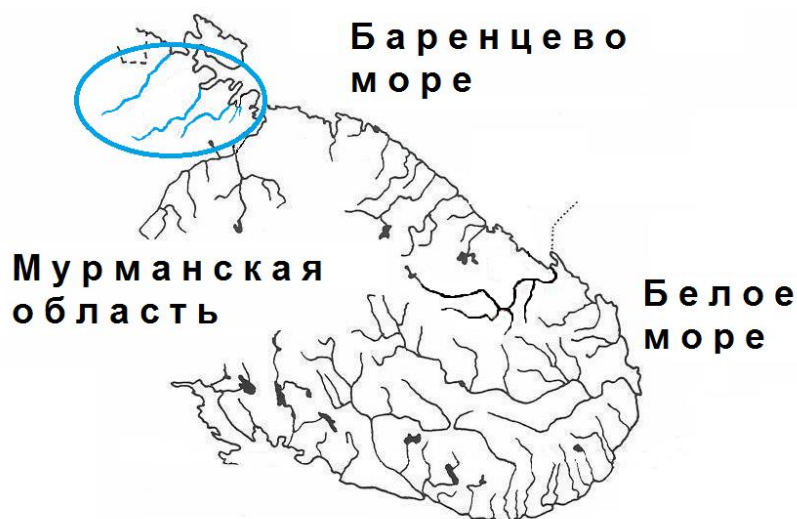 Баренцево
море
Мурманская
область
Белое
море